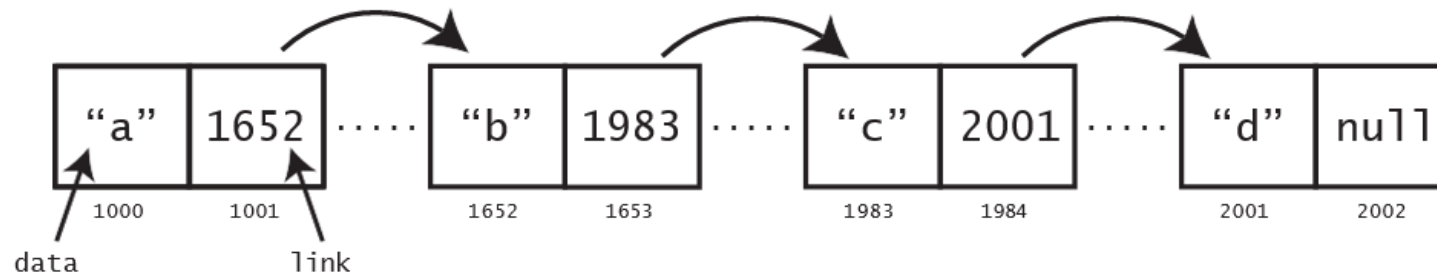 “a” 1652 ..... “b” 1983 ..... “c” 2001 ..... “d” null
1000 1001 1652 1653 1983 1984 2001 2002
data link